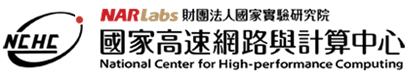 NCHC
NARLabs 財團法人國家實驗研究院
國家高速網路與計算中心
National Center for High-performance Computing